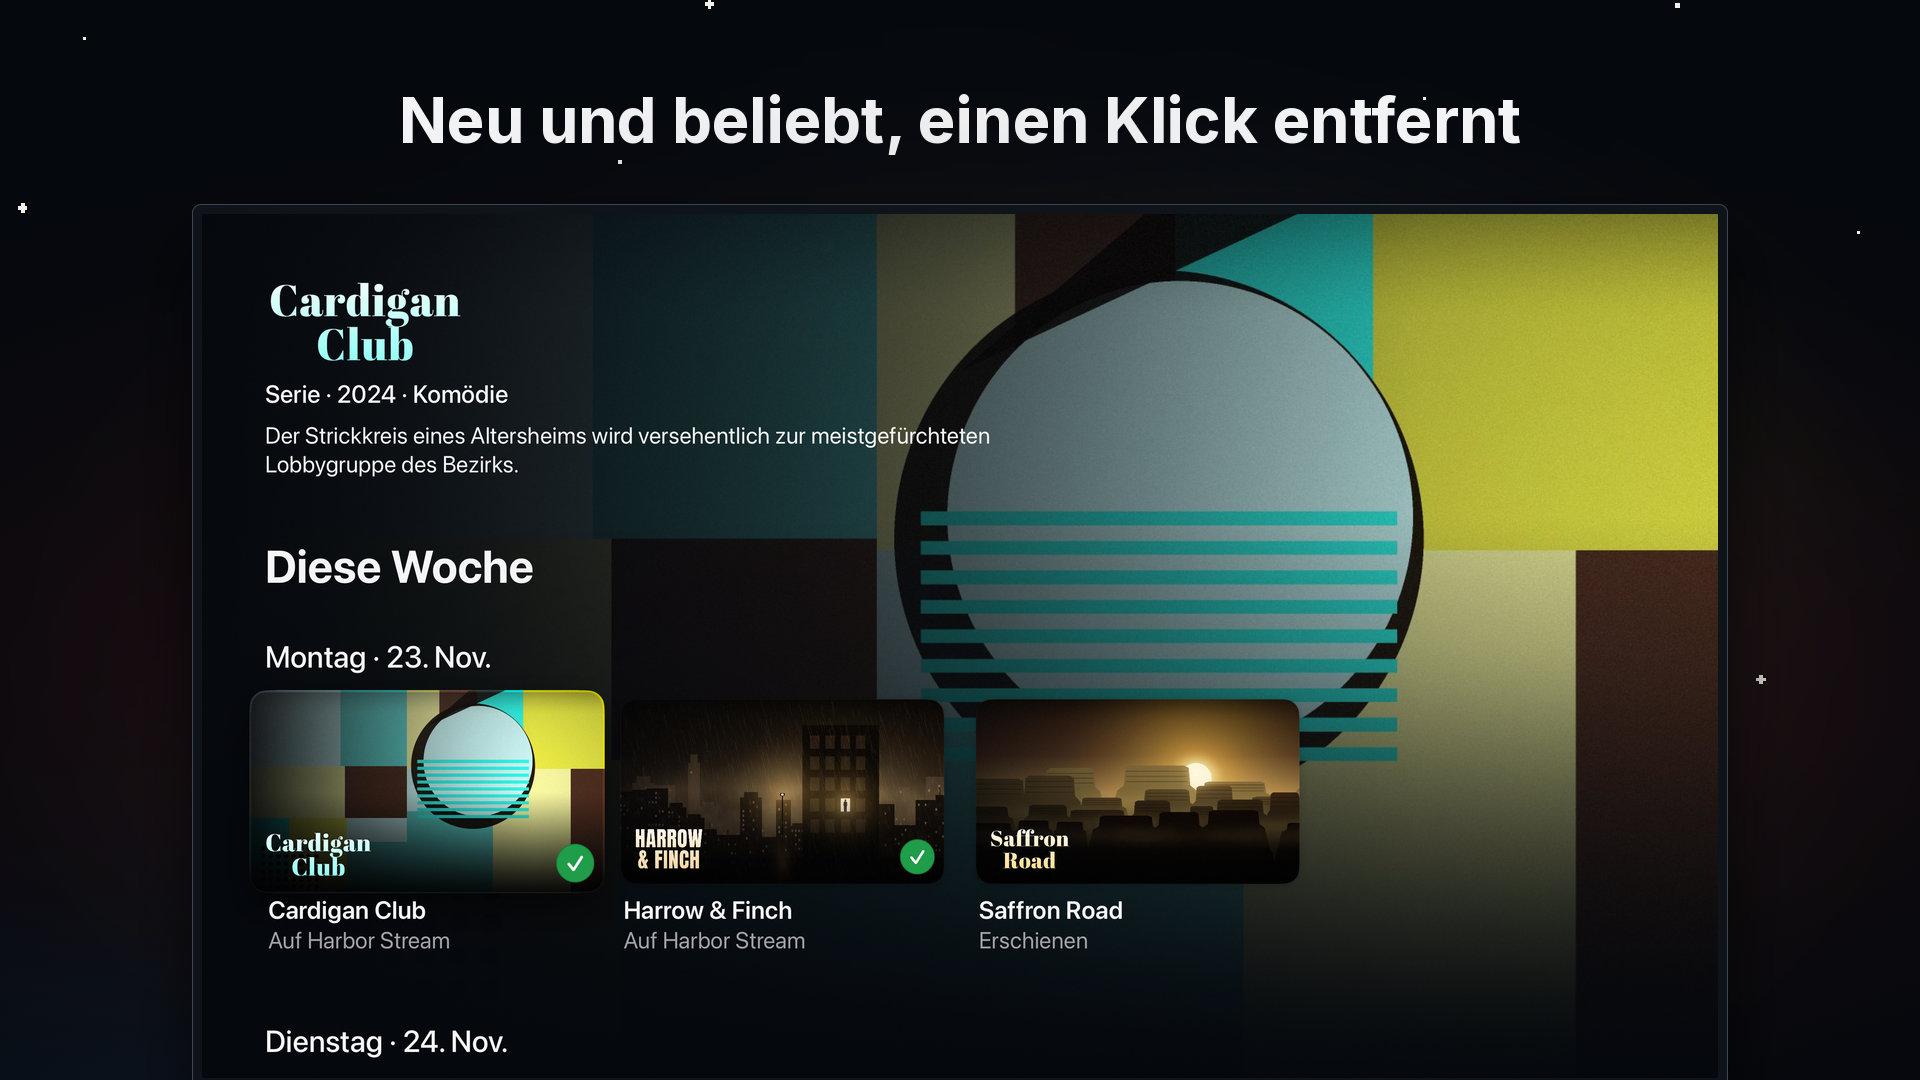 Neu und beliebt, einen Klick entfernt
Cardigan
Club
Serie · 2024 · Komödie
Der Strickkreis eines Altersheims wird versehentlich zur meistgefürchteten
Lobbygruppe des Bezirks.
Diese Woche
Montag · 23. Nov.
Cardigan
Club
HARROW
& FINCH
Saffron
Road
Cardigan Club
Auf Harbor Stream
Harrow & Finch
Auf Harbor Stream
Saffron Road
Erschienen
Dienstag · 24. Nov.